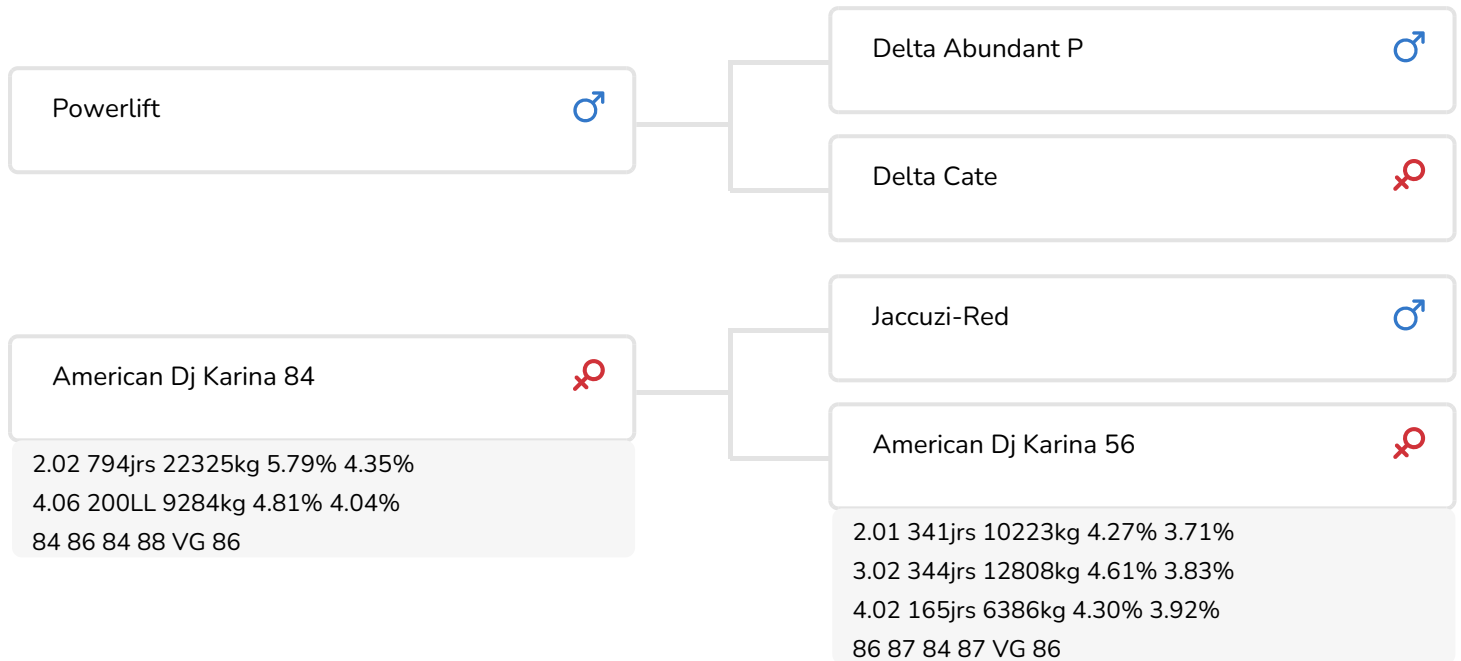 Powerlift
Delta Abundant P
Delta Cate
American Dj Karina 84
2.02 794jrs 22325kg 5.79% 4.35%
4.06 200LL 9284kg 4.81% 4.04%
84 86 84 88 VG 86
Jaccuzi-Red
American Dj Karina 56
2.01 341jrs 10223kg 4.27% 3.71%
3.02 344jrs 12808kg 4.61% 3.83%
4.02 165jrs 6386kg 4.30% 3.92%
86 87 84 87 VG 86